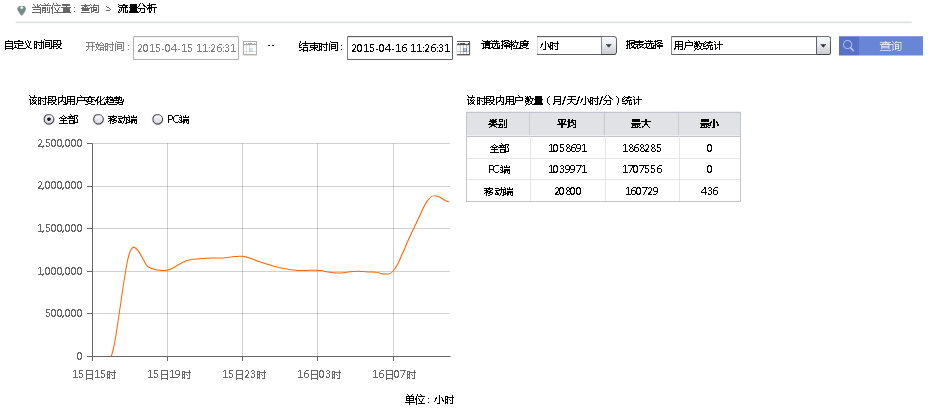 当前位置：查询 > 流量分析
自定义时间段 开始时间：2015-04-15 11:26:31 -- 结束时间：2015-04-16 11:26:31 请选择粒度 小时 报表选择 用户数统计 查询
该时段内用户变化趋势
全部 移动端 PC端
2,500,000
2,000,000
1,500,000
1,000,000
500,000
0
15日15时 15日19时 15日23时 16日03时 16日07时
单位：小时
该时段内用户数量（月/天/小时/分）统计
类别 平均 最大 最小
全部 1058691 1868285 0
PC端 1039971 1707556 0
移动端 20800 160729 436